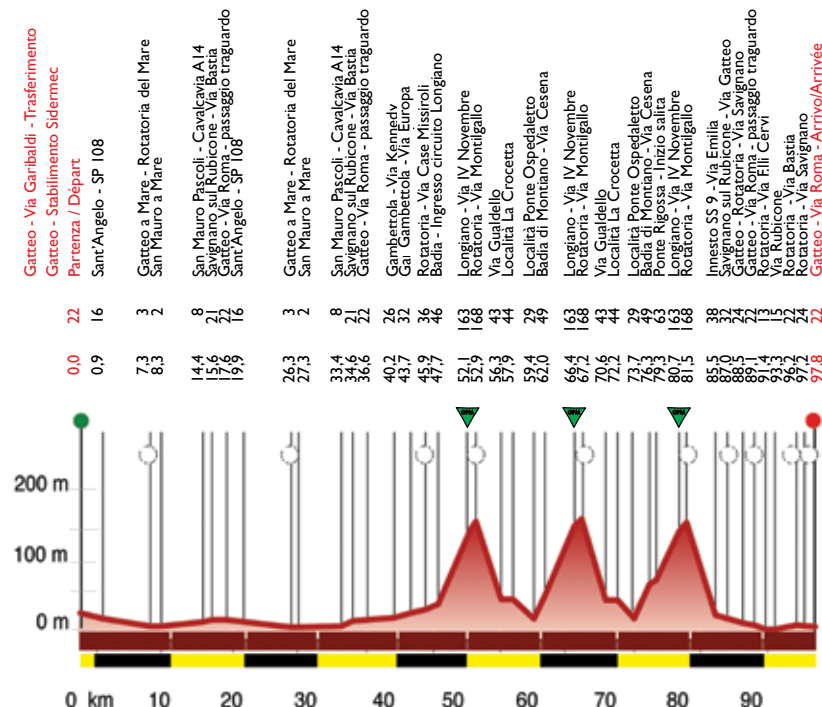 Gatteo - Via Garibaldi - Trasferimento
Gatteo - Stabilimento Sidermec
0,0 22 Partenza / Départ
0,9 16 Sant'Angelo - SP 108
7,3 3 Gatteo a Mare - Rotatoria del Mare
8,3 2 San Mauro a Mare
14,4 8 San Mauro Pascoli - Cavalcavia A14
15,6 21 Savignano sul Rubicone - Via Bastia
17,6 22 Gatteo - Via Roma - passaggio traguardo
19,9 16 Sant'Angelo - SP 108
26,3 3 Gatteo a Mare - Rotatoria del Mare
27,3 2 San Mauro a Mare
33,4 8 San Mauro Pascoli - Cavalcavia A14
34,6 21 Savignano sul Rubicone - Via Bastia
36,6 22 Gatteo - Via Roma - passaggio traguardo
40,2 26 Gambettola - Via Kennedy
43,7 32 Gambettola - Via Europa
45,9 36 Rotatoria - Via Case Missiroli
47,7 46 Badia - Ingresso circuito Longiano
52,1 163 Longiano - Via IV Novembre
52,9 168 Rotatoria - Via Montilgallo
56,3 43 Via Gualdello
57,9 44 Località La Crocetta
59,4 29 Località Ponte Ospedaletto
62,0 49 Badia di Montiano - Via Cesena
66,4 163 Longiano - Via IV Novembre
67,2 168 Rotatoria - Via Montilgallo
70,6 43 Via Gualdello
72,2 44 Località La Crocetta
73,7 29 Località Ponte Ospedaletto
76,3 49 Badia di Montiano - Via Cesena
79,3 63 Ponte Rigossa - Inizio salita
80,7 163 Longiano - Via IV Novembre
81,5 168 Rotatoria - Via Montilgallo
85,5 38 Innesto SS 9 - Via Emilia
87,0 32 Savignano sul Rubicone - Via Gatteo
88,5 24 Gatteo - Rotatoria - Via Savignano
89,1 22 Gatteo - Via Roma - passaggio traguardo
91,4 13 Rotatoria - Via Flli Cervi
93,3 15 Via Rubicone
96,2 22 Rotatoria - Via Bastia
97,2 24 Rotatoria - Via Savignano
97,8 22 Gatteo - Via Roma - Arrivo/Arrivée
GPM GPM GPM
200 m
100 m
0 m
0 km 10 20 30 40 50 60 70 80 90